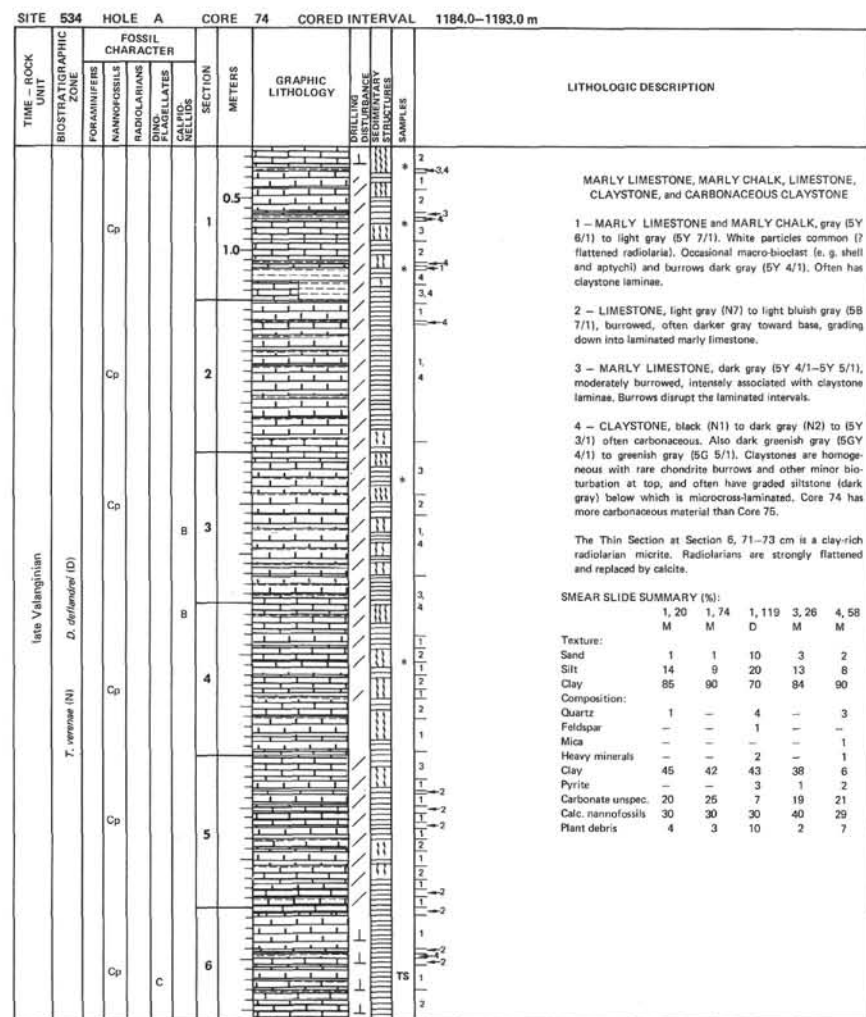 SITE 534 HOLE A CORE 74 CORED INTERVAL 1184.0–1193.0 m
TIME – ROCK UNIT
BIOSTRATIGRAPHIC ZONE
FOSSIL CHARACTER
FORAMINIFERS
NANNOFOSSILS
RADIOLARIANS
DINO-FLAGELLATES
CALPIO-NELLIDS
SECTION
METERS
GRAPHIC LITHOLOGY
DRILLING DISTURBANCE
SEDIMENTARY STRUCTURES
SAMPLES
LITHOLOGIC DESCRIPTION
late Valanginian
D. deflandrei (D)
T. verenae (N)
Cp
Cp
Cp
Cp
Cp
Cp
C
B
B
1
2
3
4
5
6
0.5
1.0
*
*
*
*
*
TS
MARLY LIMESTONE, MARLY CHALK, LIMESTONE,
CLAYSTONE, and CARBONACEOUS CLAYSTONE
1 – MARLY LIMESTONE and MARLY CHALK, gray (5Y
6/1) to light gray (5Y 7/1). White particles common (?
flattened radiolaria). Occasional macro-bioclast (e. g. shell
and aptychi) and burrows dark gray (5Y 4/1). Often has
claystone laminae.
2 – LIMESTONE, light gray (N7) to light bluish gray (5B
7/1), burrowed, often darker gray toward base, grading
down into laminated marly limestone.
3 – MARLY LIMESTONE, dark gray (5Y 4/1–5Y 5/1),
moderately burrowed, intensely associated with claystone
laminae. Burrows disrupt the laminated intervals.
4 – CLAYSTONE, black (N1) to dark gray (N2) to (5Y
3/1) often carbonaceous. Also dark greenish gray (5GY
4/1) to greenish gray (5G 5/1). Claystones are homoge-
neous with rare chondrite burrows and other minor bio-
turbation at top, and often have graded siltstone (dark
gray) below which is microcross-laminated. Core 74 has
more carbonaceous material than Core 75.
The Thin Section at Section 6, 71–73 cm is a clay-rich
radiolarian micrite. Radiolarians are strongly flattened
and replaced by calcite.
SMEAR SLIDE SUMMARY (%):
1, 20 1, 74 1, 119 3, 26 4, 58
M M D M M
Texture:
Sand 1 1 10 3 2
Silt 14 9 20 13 8
Clay 85 90 70 84 90
Composition:
Quartz 1 – 4 – 3
Feldspar – – 1 – –
Mica – – – – 1
Heavy minerals – – 2 – 1
Clay 45 42 43 38 6
Pyrite – – 3 1 2
Carbonate unspec. 20 25 7 19 21
Calc. nannofossils 30 30 30 40 29
Plant debris 4 3 10 2 7